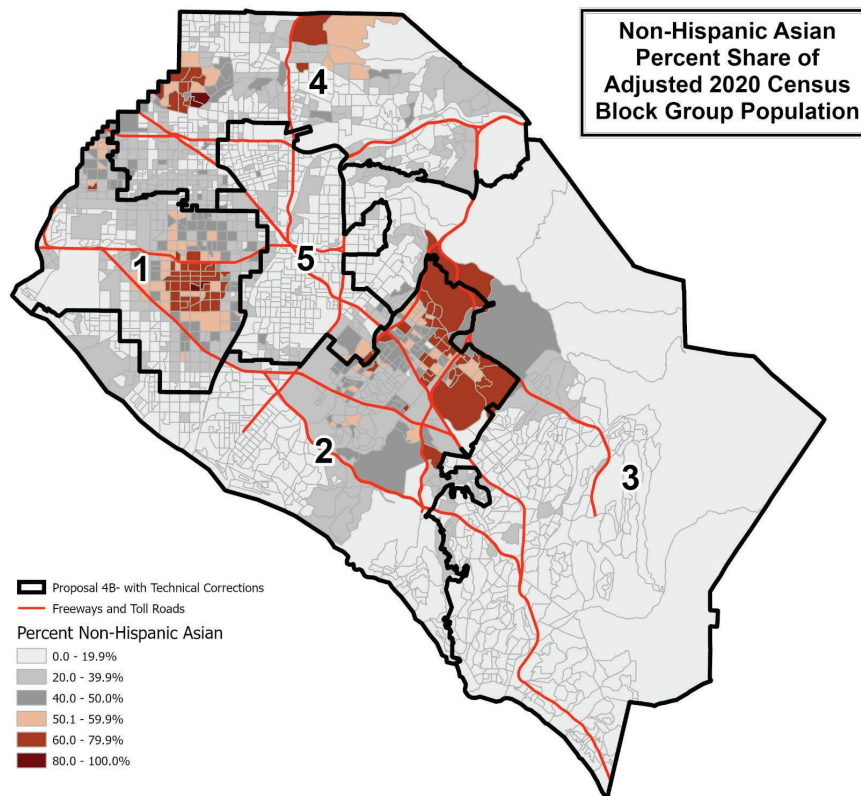 Non-Hispanic Asian
Percent Share of
Adjusted 2020 Census
Block Group Population
4
1
5
2
3
Proposal 4B- with Technical Corrections
Freeways and Toll Roads
Percent Non-Hispanic Asian
0.0 - 19.9%
20.0 - 39.9%
40.0 - 50.0%
50.1 - 59.9%
60.0 - 79.9%
80.0 - 100.0%